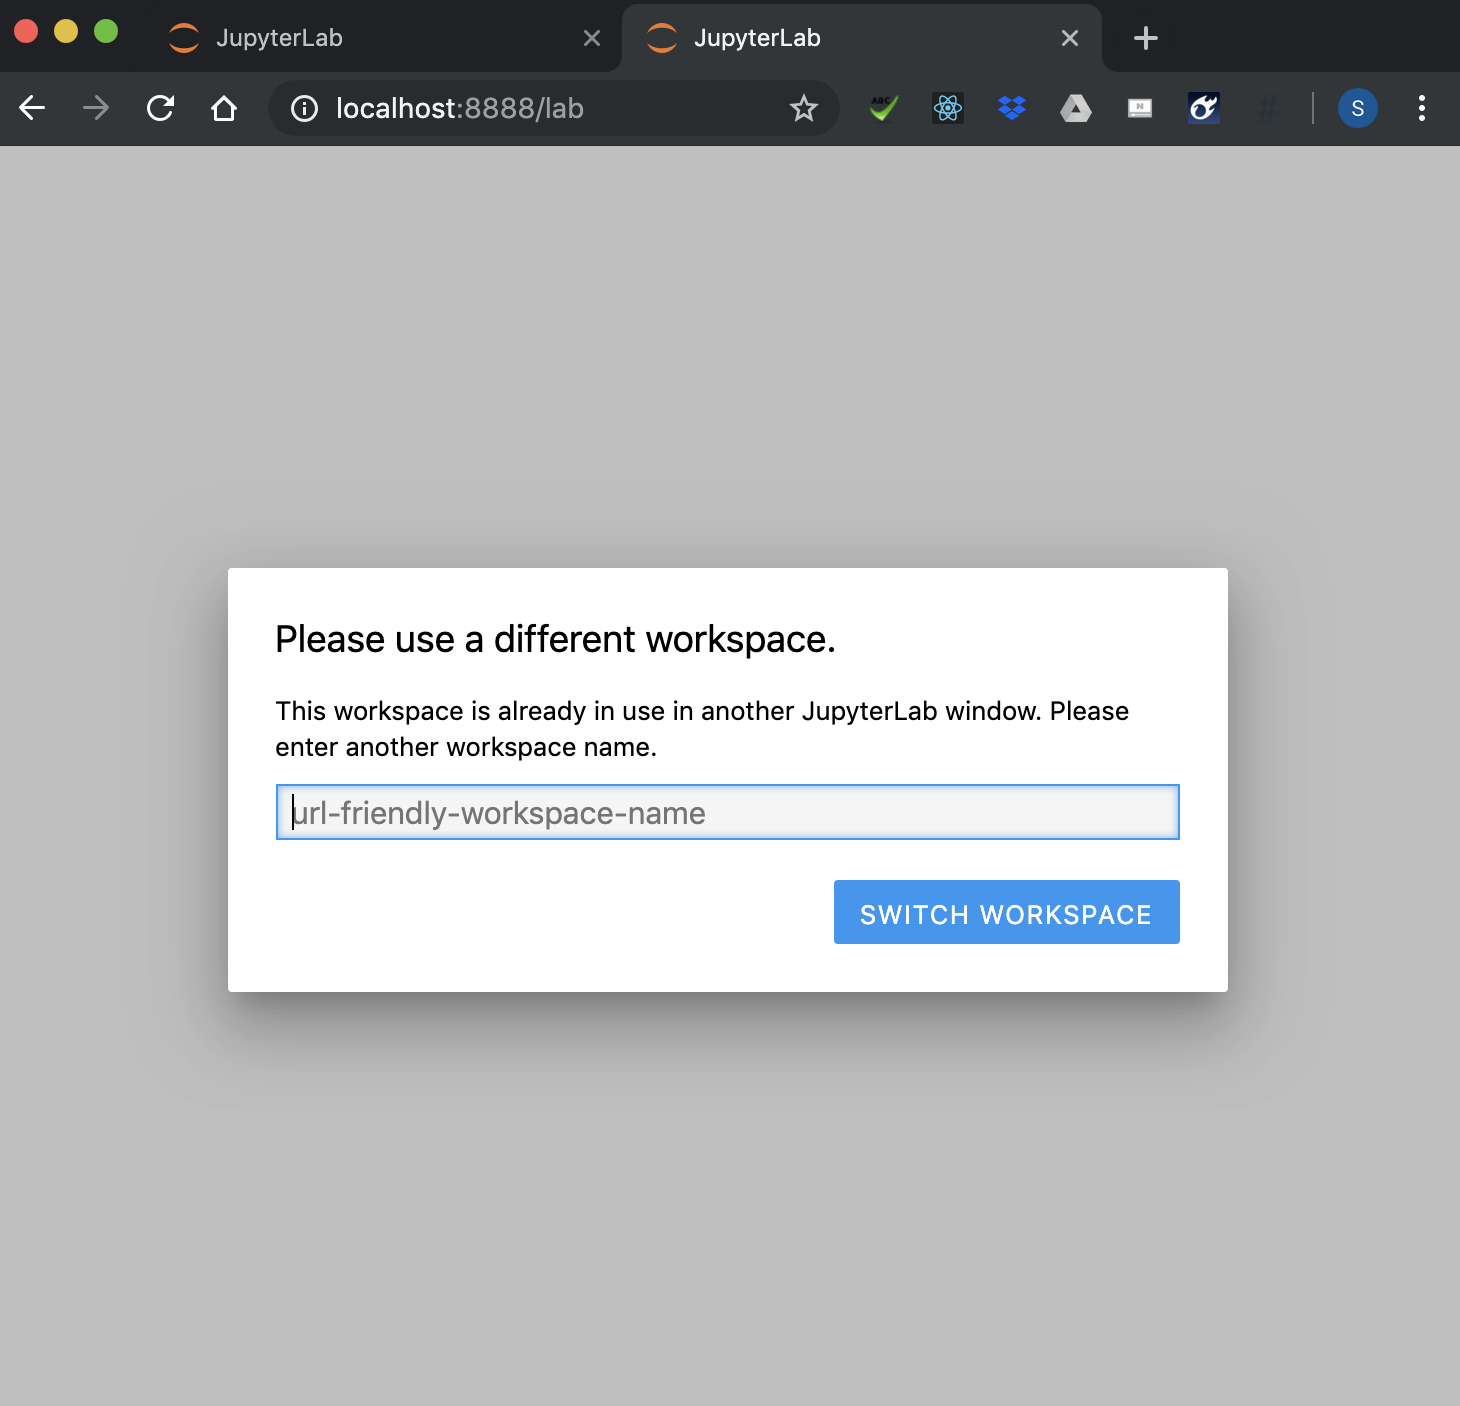 JupyterLab
JupyterLab
localhost:8888/lab
ABC
N
#
S
Please use a different workspace.
This workspace is already in use in another JupyterLab window. Please
enter another workspace name.
url-friendly-workspace-name
SWITCH WORKSPACE